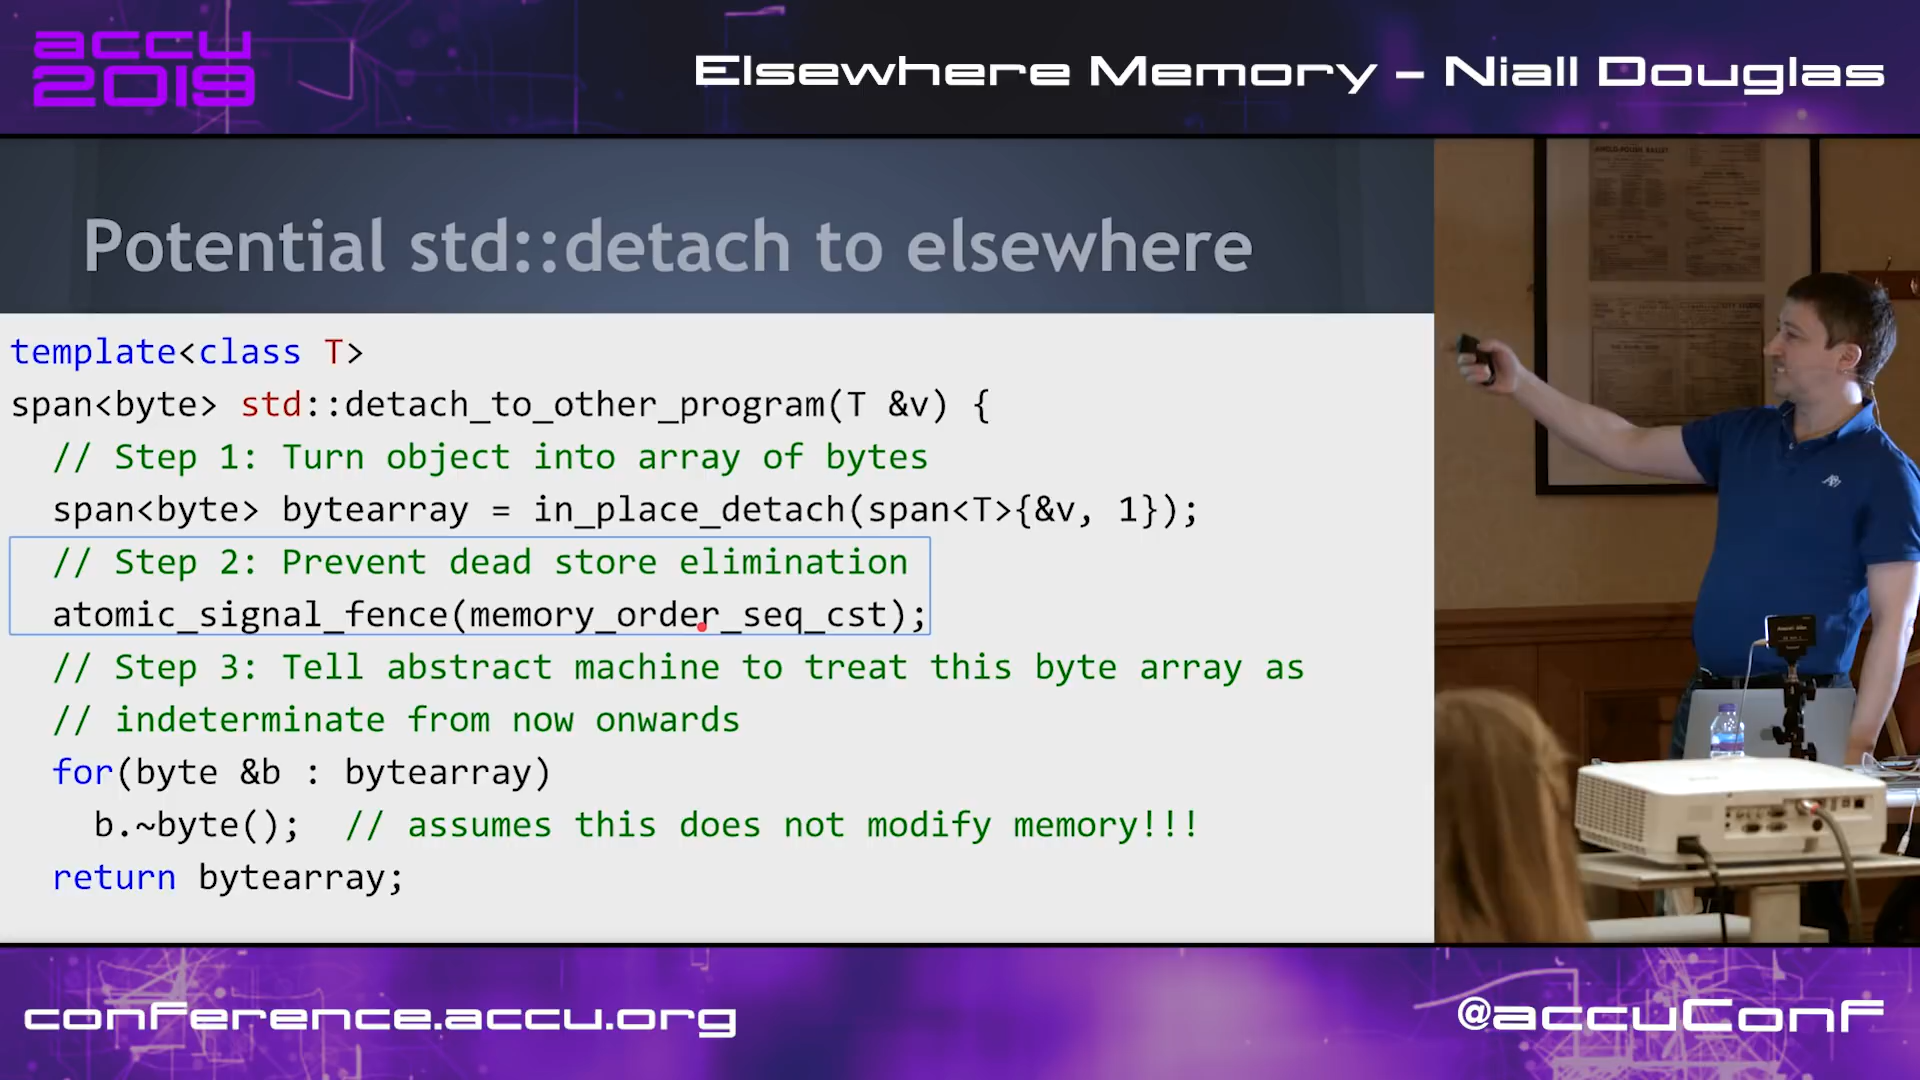 accu
2019
Elsewhere Memory – Niall Douglas
Potential std::detach to elsewhere
template<class T>
span<byte> std::detach_to_other_program(T &v) {
// Step 1: Turn object into array of bytes
span<byte> bytearray = in_place_detach(span<T>{&v, 1});
// Step 2: Prevent dead store elimination
atomic_signal_fence(memory_order_seq_cst);
// Step 3: Tell abstract machine to treat this byte array as
// indeterminate from now onwards
for(byte &b : bytearray)
b.~byte(); // assumes this does not modify memory!!!
return bytearray;
ANGLO-POLISH BALLET
conference.accu.org
@accuConf